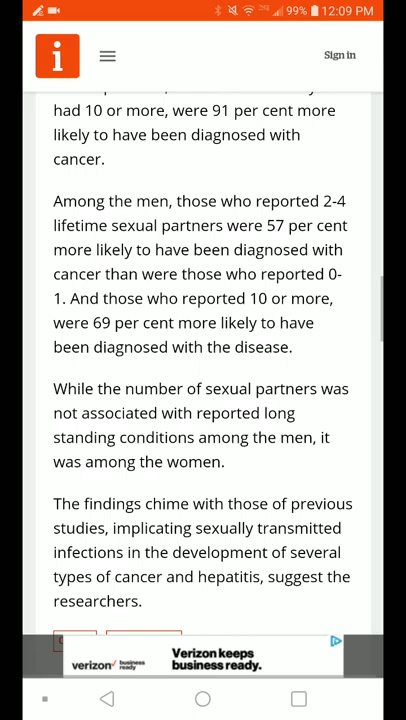 99% 12:09 PM
i
Sign in
had 10 or more, were 91 per cent more
likely to have been diagnosed with
cancer.
Among the men, those who reported 2-4
lifetime sexual partners were 57 per cent
more likely to have been diagnosed with
cancer than were those who reported 0-
1. And those who reported 10 or more,
were 69 per cent more likely to have
been diagnosed with the disease.
While the number of sexual partners was
not associated with reported long
standing conditions among the men, it
was among the women.
The findings chime with those of previous
studies, implicating sexually transmitted
infections in the development of several
types of cancer and hepatitis, suggest the
researchers.
verizon✓ business ready
Verizon keeps
business ready.